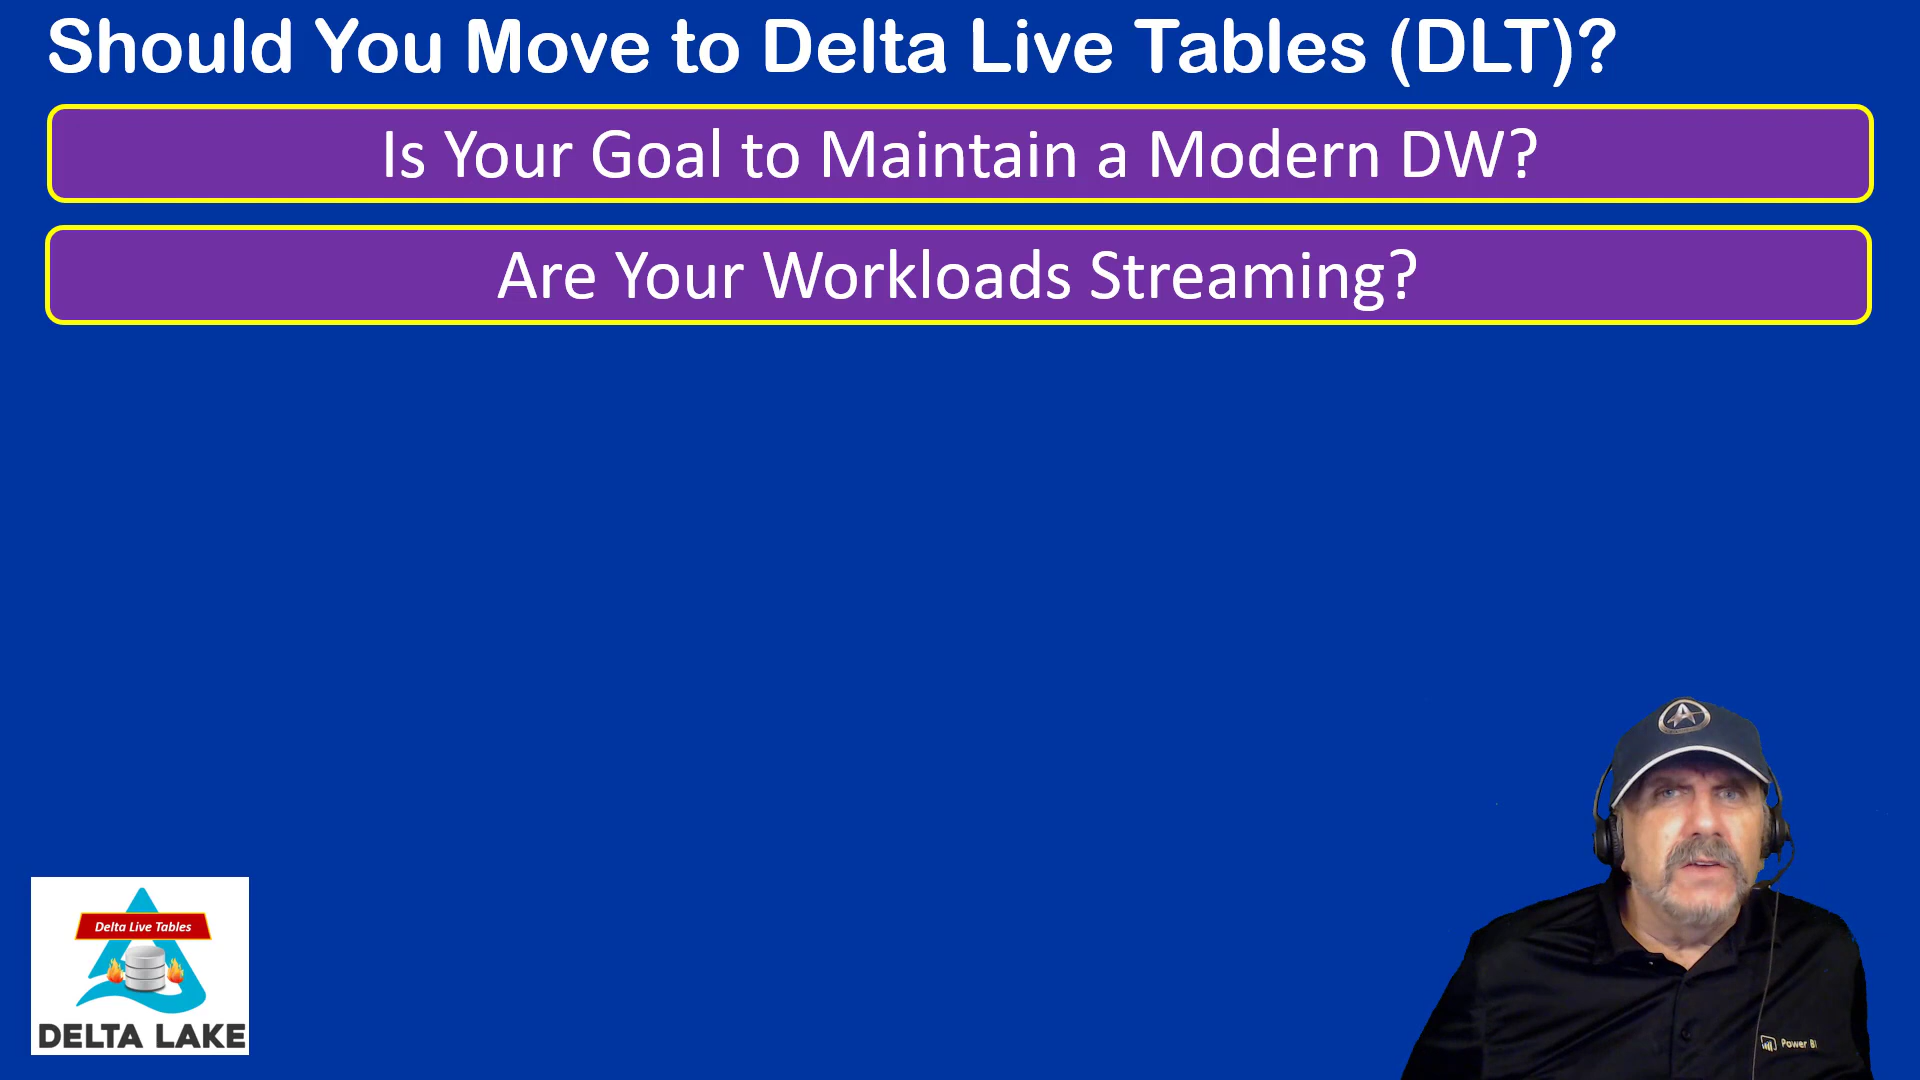 Should You Move to Delta Live Tables (DLT)?
Is Your Goal to Maintain a Modern DW?
Are Your Workloads Streaming?
Delta Live Tables
DELTA LAKE
Power BI